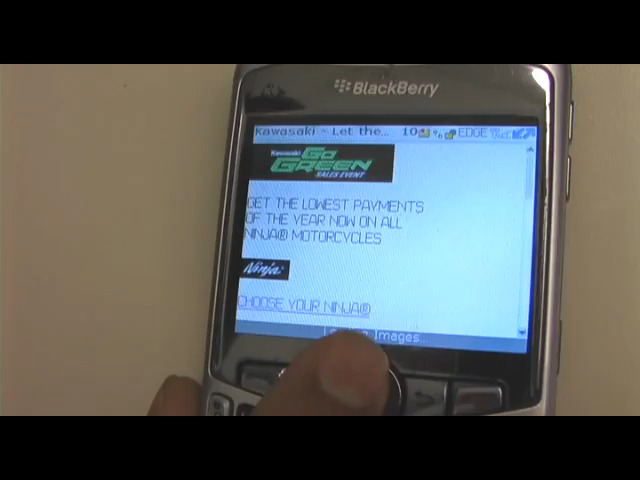 BlackBerry
Kawasaki - Let the... 10 EDGE
Kawasaki
Go
GREEN
SALES EVENT
GET THE LOWEST PAYMENTS
OF THE YEAR NOW ON ALL
NINJA® MOTORCYCLES
Ninja
CHOOSE YOUR NINJA®
Images...